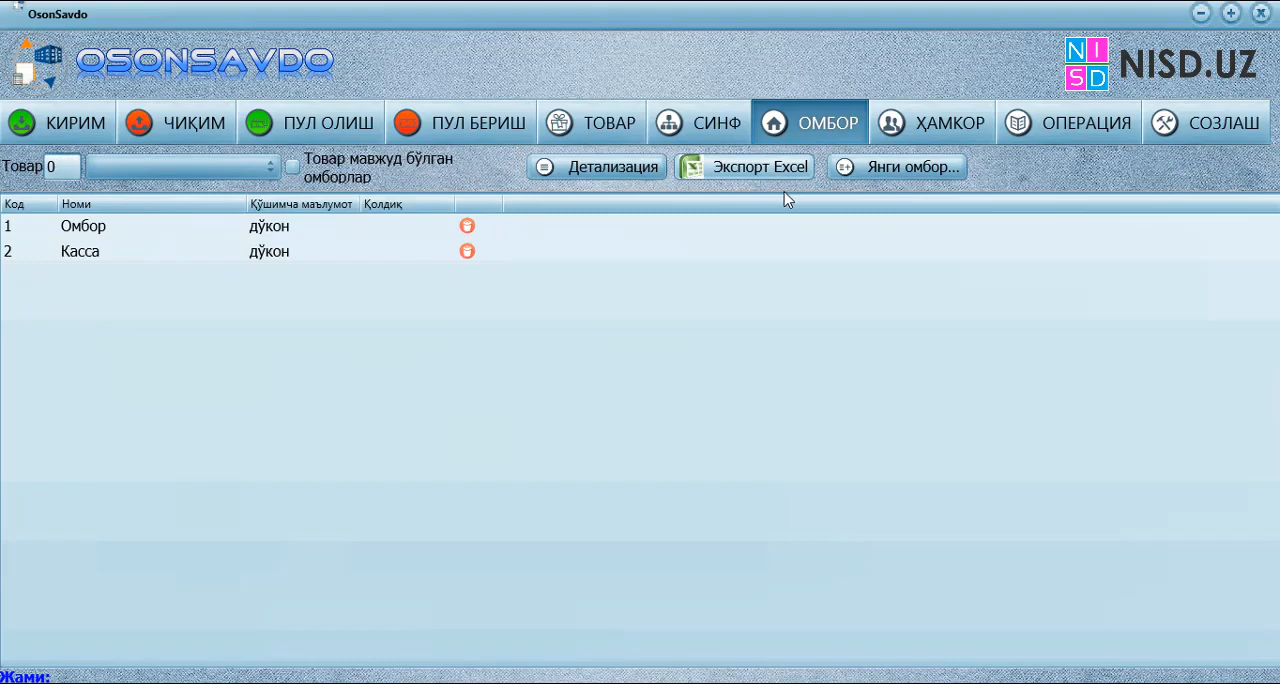 OsonSavdo
OSONSAVDO
NISD
NISD.UZ
КИРИМ ЧИҚИМ ПУЛ ОЛИШ ПУЛ БЕРИШ ТОВАР СИНФ ОМБОР ҲАМКОР ОПЕРАЦИЯ СОЗЛАШ
Товар 0
Товар мавжуд бўлган
омборлар
Детализация Экспорт Excel Янги омбор...
Код Номи Қўшимча маълумот Қолдиқ
1 Омбор дўкон
2 Касса дўкон
Жами: